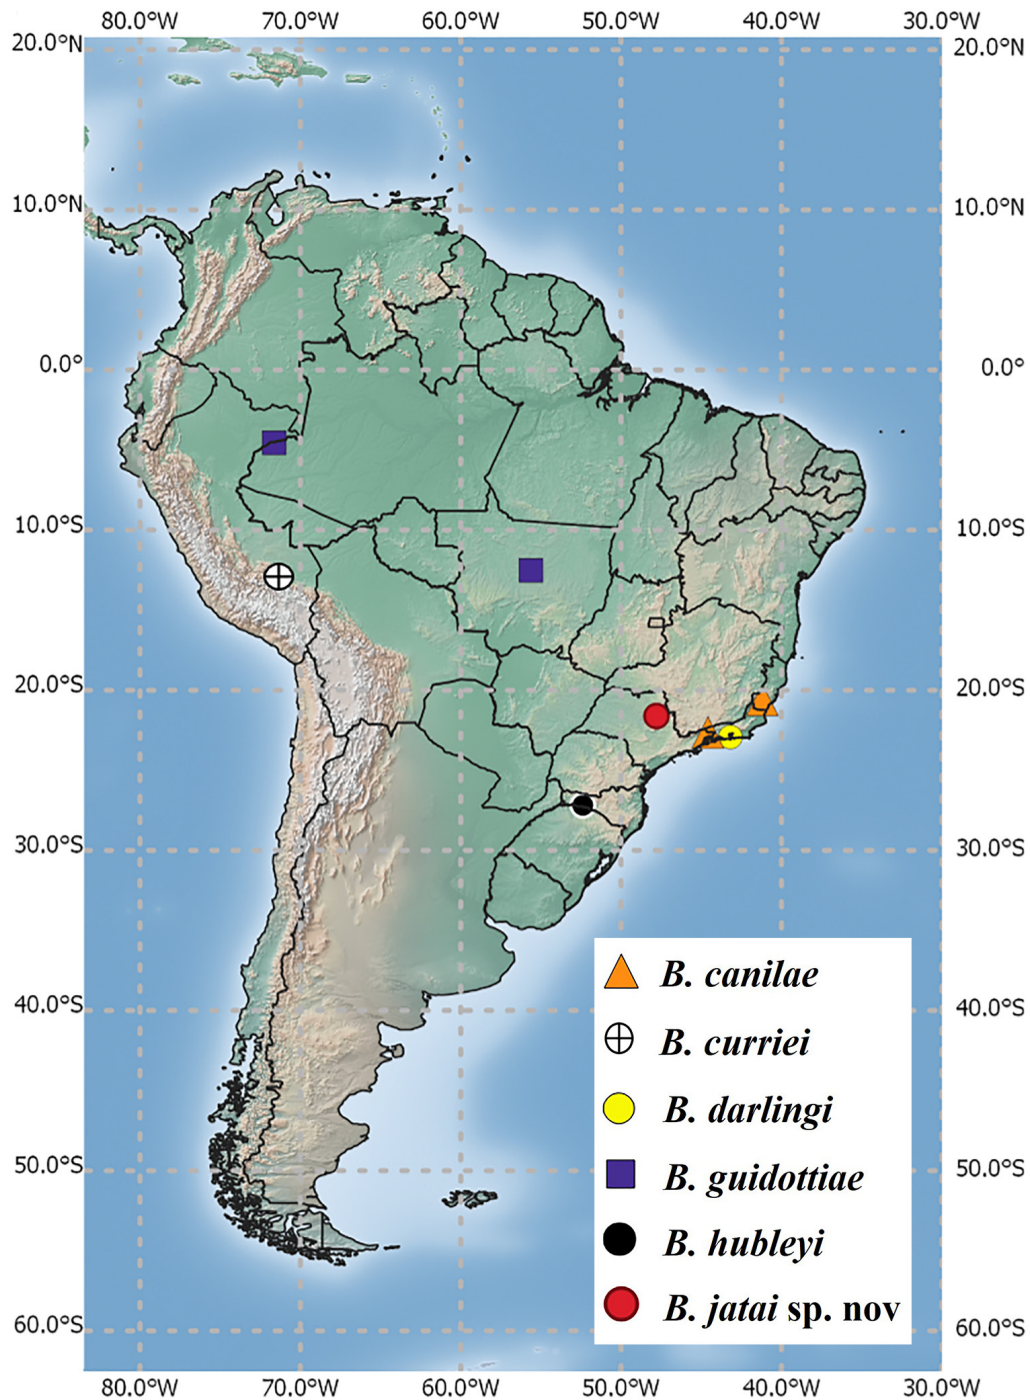 80.0°W 70.0°W 60.0°W 50.0°W 40.0°W 30.0°W
20.0°N 20.0°N
10.0°N 10.0°N
0.0° 0.0°
10.0°S 10.0°S
20.0°S 20.0°S
30.0°S 30.0°S
B. canilae
40.0°S 40.0°S
B. curriei
B. darlingi
50.0°S 50.0°S
B. guidottiae
B. hubleyi
B. jatai sp. nov
60.0°S 60.0°S
80.0°W 70.0°W 60.0°W 50.0°W 40.0°W 30.0°W